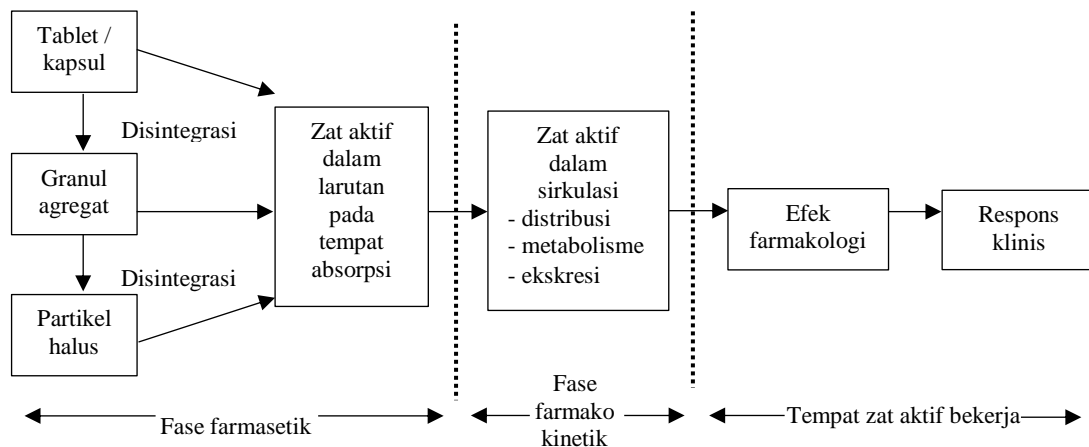 Tablet /
kapsul
Disintegrasi
Granul
agregat
Disintegrasi
Partikel
halus
Zat aktif
dalam
larutan
pada
tempat
absorpsi
Zat aktif
dalam
sirkulasi
- distribusi
- metabolisme
- ekskresi
Efek
farmakologi
Respons
klinis
Fase farmasetik
Fase
farmako
kinetik
Tempat zat aktif bekerja